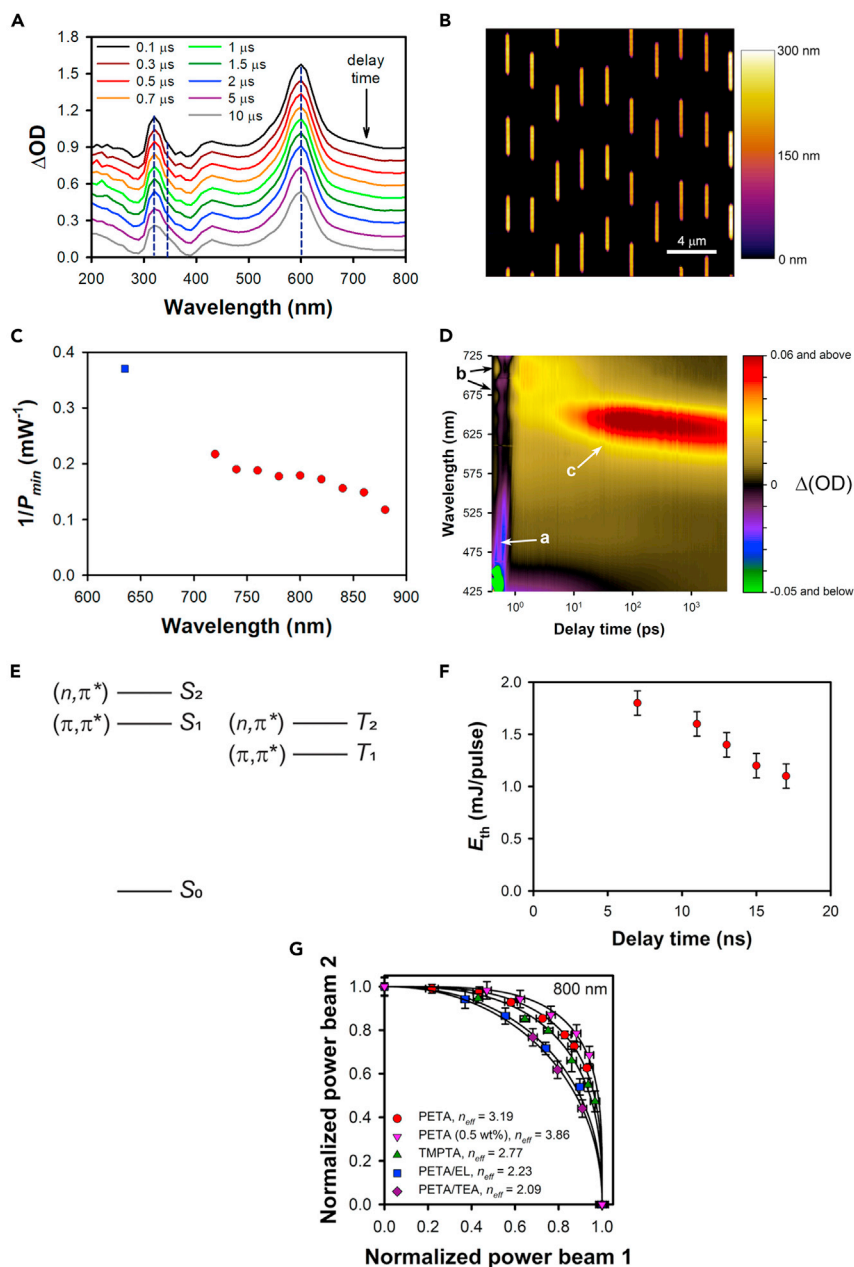 A
1.8
1.5
1.2
0.9
0.6
0.3
0.0
ΔOD
0.1 μs
0.3 μs
0.5 μs
0.7 μs
1 μs
1.5 μs
2 μs
5 μs
10 μs
delay
time
200 300 400 500 600 700 800
Wavelength (nm)
B
300 nm
150 nm
0 nm
4 μm
C
0.4
0.3
0.2
0.1
0.0
1/Pmin (mW⁻¹)
600 650 700 750 800 850 900
Wavelength (nm)
D
725
675
625
575
525
475
425
Wavelength (nm)
b
c
a
10⁰ 10¹ 10² 10³
Delay time (ps)
0.06 and above
0
Δ(OD)
-0.05 and below
E
(n,π*) S₂
(π,π*) S₁
(n,π*) T₂
(π,π*) T₁
S₀
F
2.0
1.5
1.0
0.5
0.0
Eth (mJ/pulse)
0 5 10 15 20
Delay time (ns)
G
1.0
0.8
0.6
0.4
0.2
0.0
Normalized power beam 2
800 nm
PETA, neff = 3.19
PETA (0.5 wt%), neff = 3.86
TMPTA, neff = 2.77
PETA/EL, neff = 2.23
PETA/TEA, neff = 2.09
0.0 0.2 0.4 0.6 0.8 1.0
Normalized power beam 1